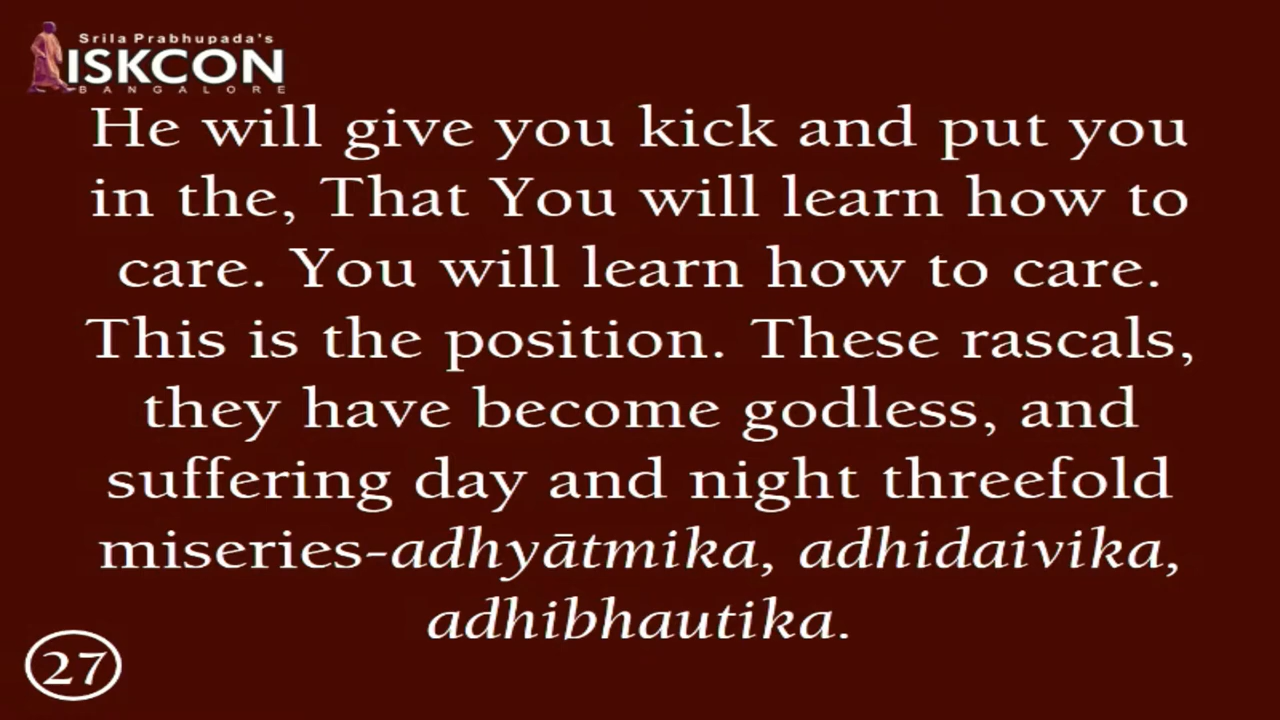 Srila Prabhupada's
ISKCON
BANGALORE
He will give you kick and put you
in the, That You will learn how to
care. You will learn how to care.
This is the position. These rascals,
they have become godless, and
suffering day and night threefold
miseries-adhyātmika, adhidaivika,
adhibhautika.
27